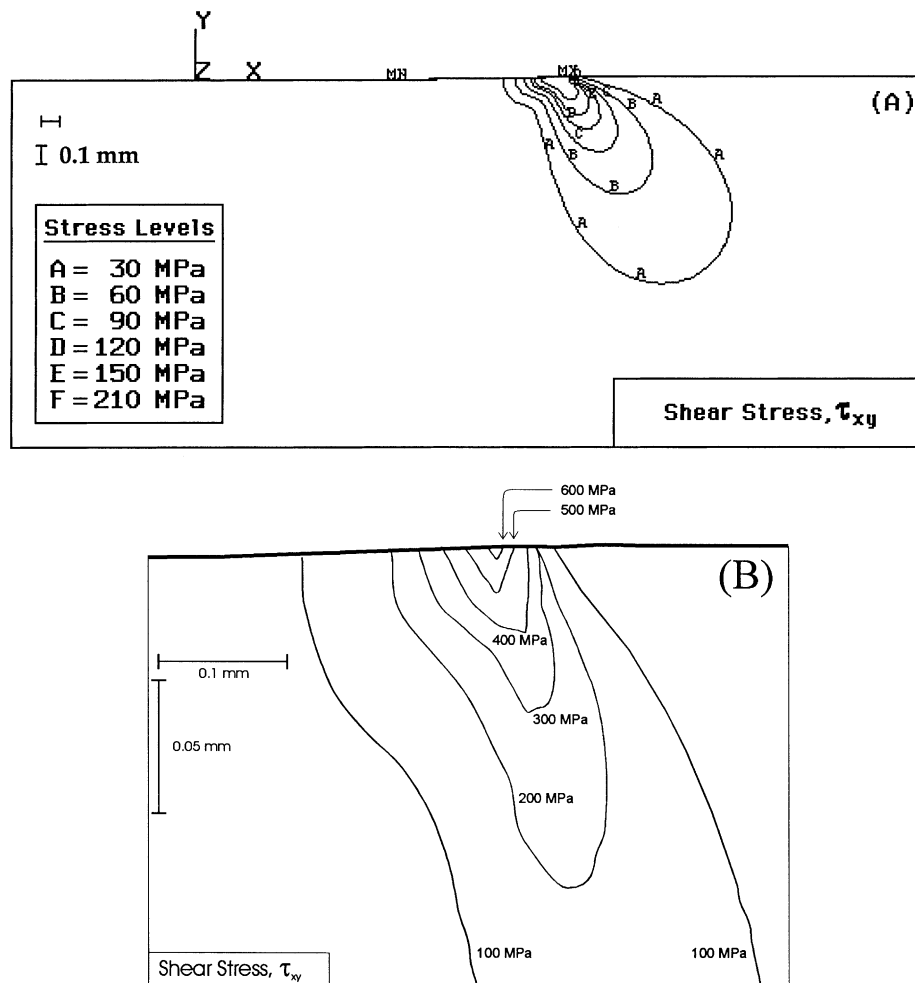 Y
Z X
MN
MX
(A)
A
B
C
E
A
B
D
C
A
B
A
B
A
A
0.1 mm
Stress Levels
A = 30 MPa
B = 60 MPa
C = 90 MPa
D = 120 MPa
E = 150 MPa
F = 210 MPa
Shear Stress, τxy
600 MPa
500 MPa
(B)
400 MPa
0.1 mm
300 MPa
0.05 mm
200 MPa
100 MPa
100 MPa
Shear Stress, τxy